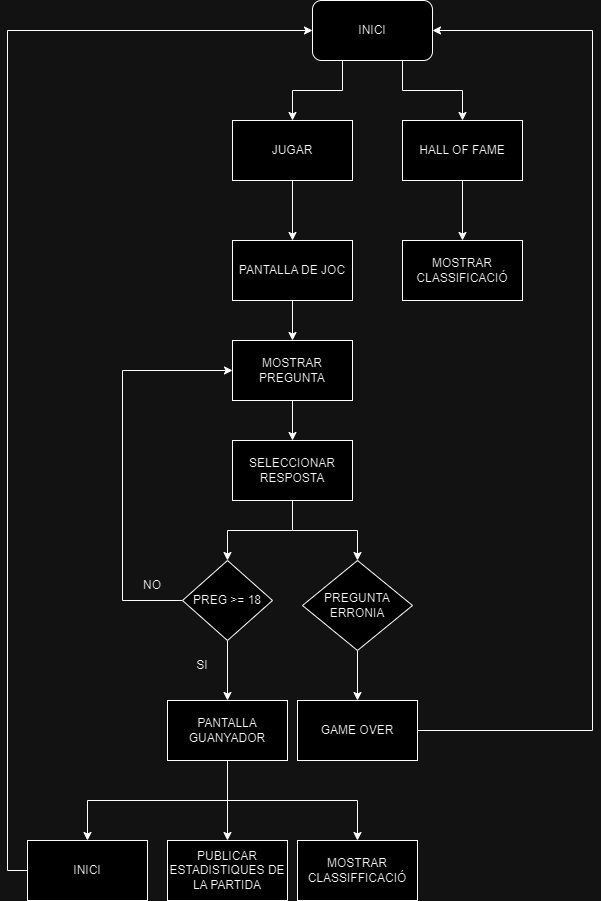 INICI
JUGAR
HALL OF FAME
PANTALLA DE JOC
MOSTRAR
CLASSIFICACIÓ
MOSTRAR
PREGUNTA
SELECCIONAR
RESPOSTA
NO
PREG >= 18
PREGUNTA
ERRONIA
SI
PANTALLA
GUANYADOR
GAME OVER
INICI
PUBLICAR
ESTADISTIQUES DE
LA PARTIDA
MOSTRAR
CLASSIFFICACIÓ